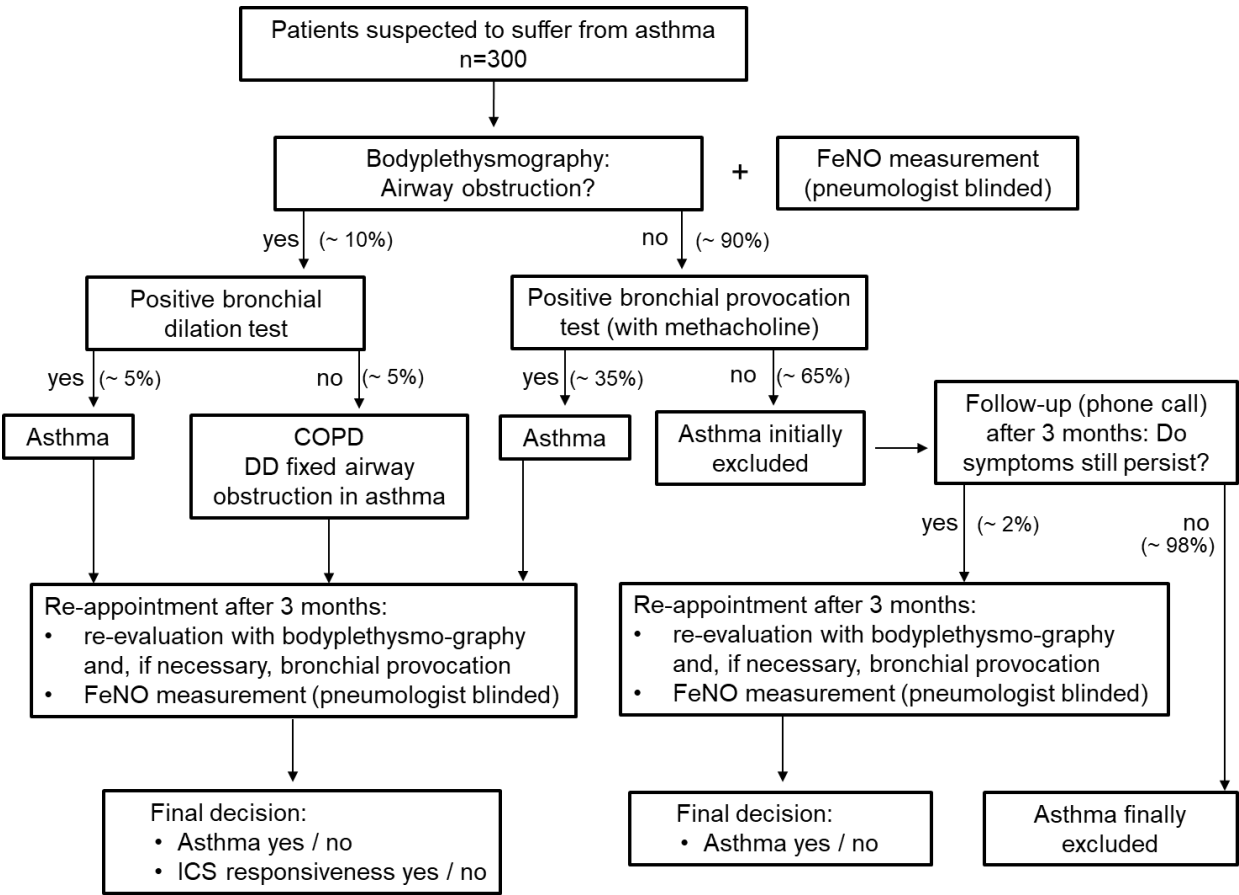 Patients suspected to suffer from asthma
n=300
Bodyplethysmography:
Airway obstruction?
+
FeNO measurement
(pneumologist blinded)
yes (~ 10%)
no (~ 90%)
Positive bronchial
dilation test
Positive bronchial provocation
test (with methacholine)
yes (~ 5%)
no (~ 5%)
yes (~ 35%)
no (~ 65%)
Asthma
COPD
DD fixed airway
obstruction in asthma
Asthma
Asthma initially
excluded
Follow-up (phone call)
after 3 months: Do
symptoms still persist?
yes (~ 2%)
no
(~ 98%)
Re-appointment after 3 months:
• re-evaluation with bodyplethysmo-graphy
and, if necessary, bronchial provocation
• FeNO measurement (pneumologist blinded)
Re-appointment after 3 months:
• re-evaluation with bodyplethysmo-graphy
and, if necessary, bronchial provocation
• FeNO measurement (pneumologist blinded)
Final decision:
• Asthma yes / no
• ICS responsiveness yes / no
Final decision:
• Asthma yes / no
Asthma finally
excluded